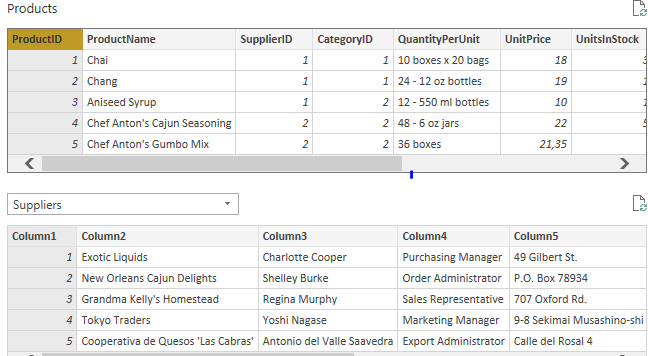 Products
ProductID ProductName SupplierID CategoryID QuantityPerUnit UnitPrice UnitsInStock
1 Chai 1 1 10 boxes x 20 bags 18
2 Chang 1 1 24 - 12 oz bottles 19
3 Aniseed Syrup 1 2 12 - 550 ml bottles 10
4 Chef Anton's Cajun Seasoning 2 2 48 - 6 oz jars 22
5 Chef Anton's Gumbo Mix 2 2 36 boxes 21,35
Suppliers
Column1 Column2 Column3 Column4 Column5
1 Exotic Liquids Charlotte Cooper Purchasing Manager 49 Gilbert St.
2 New Orleans Cajun Delights Shelley Burke Order Administrator P.O. Box 78934
3 Grandma Kelly's Homestead Regina Murphy Sales Representative 707 Oxford Rd.
4 Tokyo Traders Yoshi Nagase Marketing Manager 9-8 Sekimai Musashino-shi
5 Cooperativa de Quesos 'Las Cabras' Antonio del Valle Saavedra Export Administrator Calle del Rosal 4